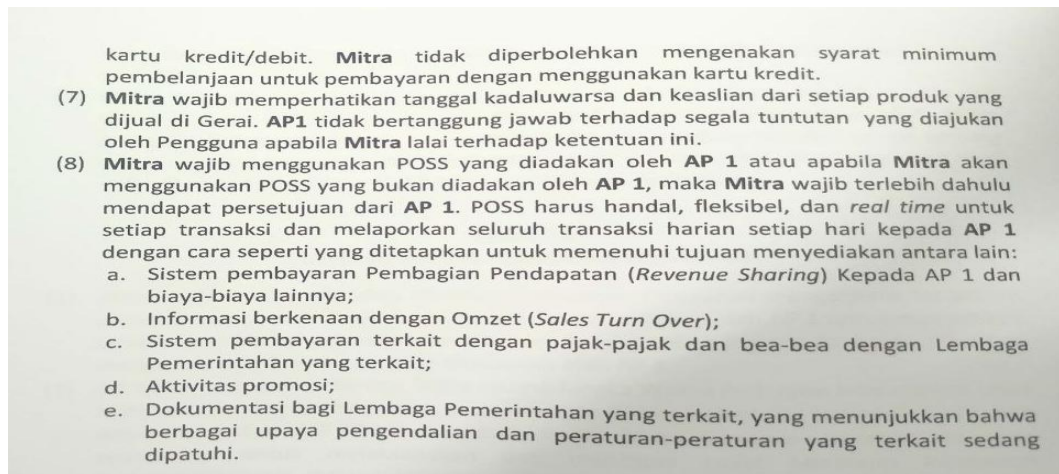 kartu kredit/debit. Mitra tidak diperbolehkan mengenakan syarat minimum
pembelanjaan untuk pembayaran dengan menggunakan kartu kredit.
(7) Mitra wajib memperhatikan tanggal kadaluwarsa dan keaslian dari setiap produk yang
dijual di Gerai. AP1 tidak bertanggung jawab terhadap segala tuntutan yang diajukan
oleh Pengguna apabila Mitra lalai terhadap ketentuan ini.
(8) Mitra wajib menggunakan POSS yang diadakan oleh AP 1 atau apabila Mitra akan
menggunakan POSS yang bukan diadakan oleh AP 1, maka Mitra wajib terlebih dahulu
mendapat persetujuan dari AP 1. POSS harus handal, fleksibel, dan real time untuk
setiap transaksi dan melaporkan seluruh transaksi harian setiap hari kepada AP 1
dengan cara seperti yang ditetapkan untuk memenuhi tujuan menyediakan antara lain:
a. Sistem pembayaran Pembagian Pendapatan (Revenue Sharing) Kepada AP 1 dan
biaya-biaya lainnya;
b. Informasi berkenaan dengan Omzet (Sales Turn Over);
c. Sistem pembayaran terkait dengan pajak-pajak dan bea-bea dengan Lembaga
Pemerintahan yang terkait;
d. Aktivitas promosi;
e. Dokumentasi bagi Lembaga Pemerintahan yang terkait, yang menunjukkan bahwa
berbagai upaya pengendalian dan peraturan-peraturan yang terkait sedang
dipatuhi.